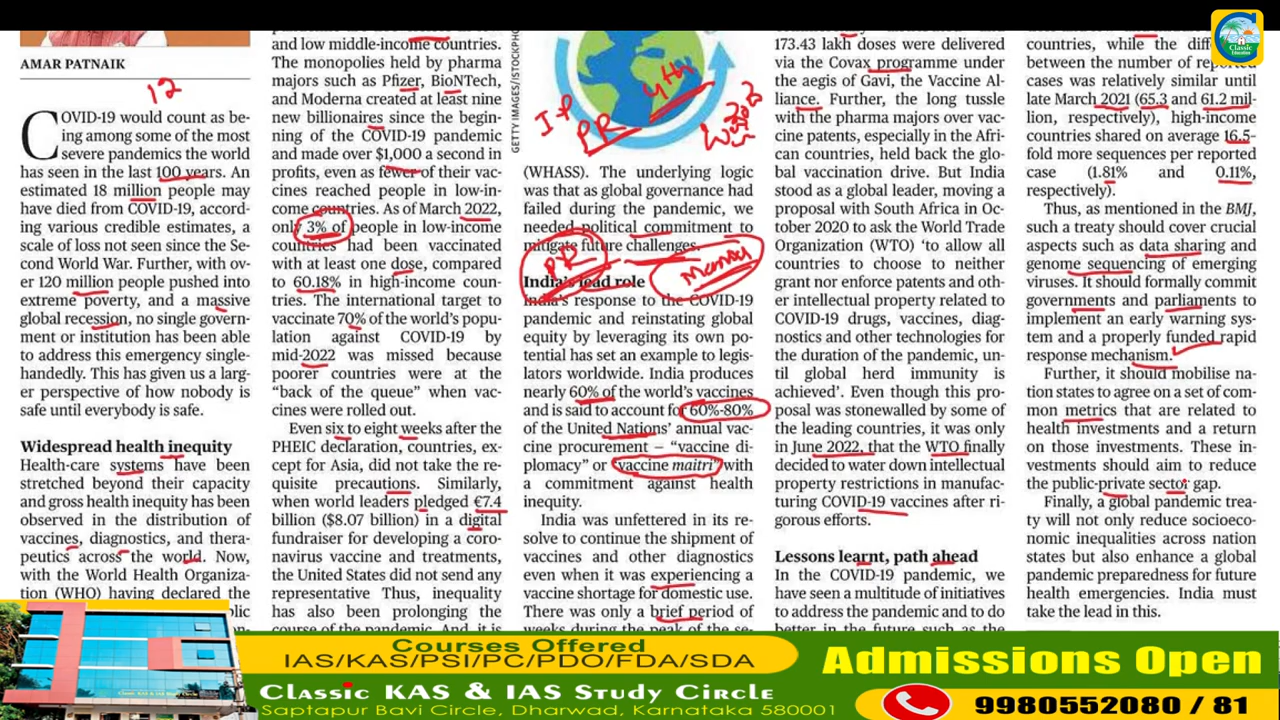 AMAR PATNAIK
12
COVID-19 would count as be-
ing among some of the most
severe pandemics the world
has seen in the last 100 years. An
estimated 18 million people may
have died from COVID-19, accord-
ing various credible estimates, a
scale of loss not seen since the Se-
cond World War. Further, with ov-
er 120 million people pushed into
extreme poverty, and a massive
global recession, no single govern-
ment or institution has been able
to address this emergency single-
handedly. This has given us a larg-
er perspective of how nobody is
safe until everybody is safe.
Widespread health inequity
Health-care systems have been
stretched beyond their capacity
and gross health inequity has been
observed in the distribution of
vaccines, diagnostics, and thera-
peutics across the world. Now,
with the World Health Organiza-
tion (WHO) having declared the
and low middle-income countries.
The monopolies held by pharma
majors such as Pfizer, BioNTech,
and Moderna created at least nine
new billionaires since the begin-
ning of the COVID-19 pandemic
and made over $1,000 a second in
profits, even as fewer of their vac-
cines reached people in low-in-
come countries. As of March 2022,
only 3% of people in low-income
countries had been vaccinated
with at least one dose, compared
to 60.18% in high-income coun-
tries. The international target to
vaccinate 70% of the world's popu-
lation against COVID-19 by
mid-2022 was missed because
poorer countries were at the
“back of the queue” when vac-
cines were rolled out.
Even six to eight weeks after the
PHEIC declaration, countries, ex-
cept for Asia, did not take the re-
quisite precautions. Similarly,
when world leaders pledged €7.4
billion ($8.07 billion) in a digital
fundraiser for developing a coro-
navirus vaccine and treatments,
the United States did not send any
representative Thus, inequality
has also been prolonging the
course of the pandemic. And it is
GETTY IMAGES/ISTOCKPHO
IP
PR
(WHASS). The underlying logic
was that as global governance had
failed during the pandemic, we
needed political commitment to
mitigate future challenges.
PR
India's lead role
India's response to the COVID-19
pandemic and reinstating global
equity by leveraging its own po-
tential has set an example to legis-
lators worldwide. India produces
nearly 60% of the world's vaccines
and is said to account for 60%-80%
of the United Nations' annual vac-
cine procurement – “vaccine di-
plomacy” or “vaccine maitri” with
a commitment against health
inequity.
India was unfettered in its re-
solve to continue the shipment of
vaccines and other diagnostics
even when it was experiencing a
vaccine shortage for domestic use.
There was only a brief period of
weeks during the peak of the se-
173.43 lakh doses were delivered
via the Covax programme under
the aegis of Gavi, the Vaccine Al-
liance. Further, the long tussle
with the pharma majors over vac-
cine patents, especially in the Afri-
can countries, held back the glo-
bal vaccination drive. But India
stood as a global leader, moving a
proposal with South Africa in Oc-
tober 2020 to ask the World Trade
Organization (WTO) ‘to allow all
countries to choose to neither
grant nor enforce patents and oth-
er intellectual property related to
COVID-19 drugs, vaccines, diag-
nostics and other technologies for
the duration of the pandemic, un-
til global herd immunity is
achieved’. Even though this pro-
posal was stonewalled by some of
the leading countries, it was only
in June 2022, that the WTO finally
decided to water down intellectual
property restrictions in manufac-
turing COVID-19 vaccines after ri-
gorous efforts.
Lessons learnt, path ahead
In the COVID-19 pandemic, we
have seen a multitude of initiatives
to address the pandemic and to do
better in the future such as the
countries, while the
between the number of reported
cases was relatively similar until
late March 2021 (65.3 and 61.2 mil-
lion, respectively), high-income
countries shared on average 16.5-
fold more sequences per reported
case (1.81% and 0.11%,
respectively).
Thus, as mentioned in the BMJ,
such a treaty should cover crucial
aspects such as data sharing and
genome sequencing of emerging
viruses. It should formally commit
governments and parliaments to
implement an early warning sys-
tem and a properly funded rapid
response mechanism.
Further, it should mobilise na-
tion states to agree on a set of com-
mon metrics that are related to
health investments and a return
on those investments. These in-
vestments should aim to reduce
the public-private sector gap.
Finally, a global pandemic trea-
ty will not only reduce socioeco-
nomic inequalities across nation
states but also enhance a global
pandemic preparedness for future
health emergencies. India must
take the lead in this.
Classic
Education
Courses Offered
IAS/KAS/PSI/PC/PDO/FDA/SDA
Classic KAS & IAS Study Circle
Saptapur Bavi Circle, Dharwad, Karnataka 580001
Admissions Open
9980552080 / 81